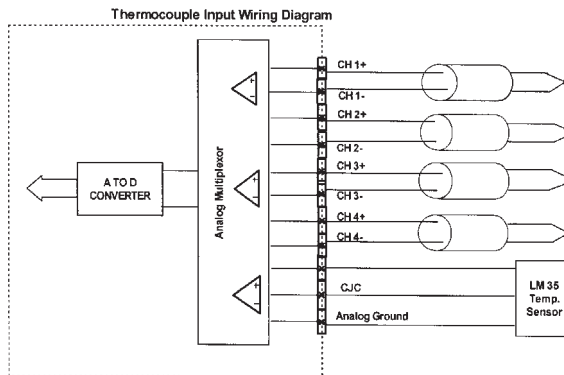 Thermocouple Input Wiring Diagram
CH 1+
CH 1-
CH 2+
CH 2-
CH 3+
CH 3-
CH 4+
CH 4-
CJC
Analog Ground
Analog Multiplexor
A TO D
CONVERTER
LM 35
Temp.
Sensor
+
-
+
-
+
-